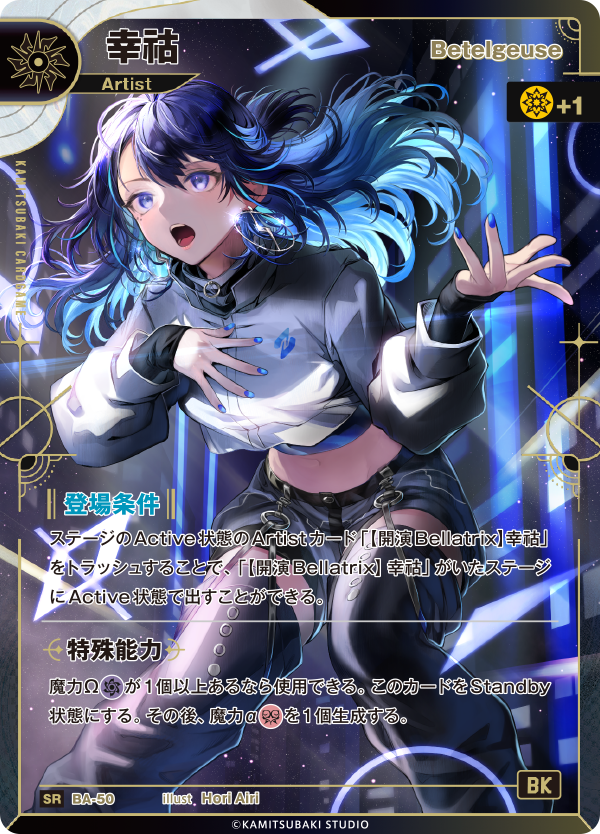 幸祜
Betelgeuse
Artist
+1
KAMITSUBAKI CARDGAME
登場条件
ステージのActive状態のArtistカード「【開演Bellatrix】幸祜」
をトラッシュすることで、「【開演Bellatrix】 幸祜」がいたステージ
にActive状態で出すことができる。
特殊能力
魔力Ωが1個以上あるなら使用できる。このカードをStandby
状態にする。その後、魔力αを1個生成する。
SR BA-50 illust Hori Airi
BK
©KAMITSUBAKI STUDIO